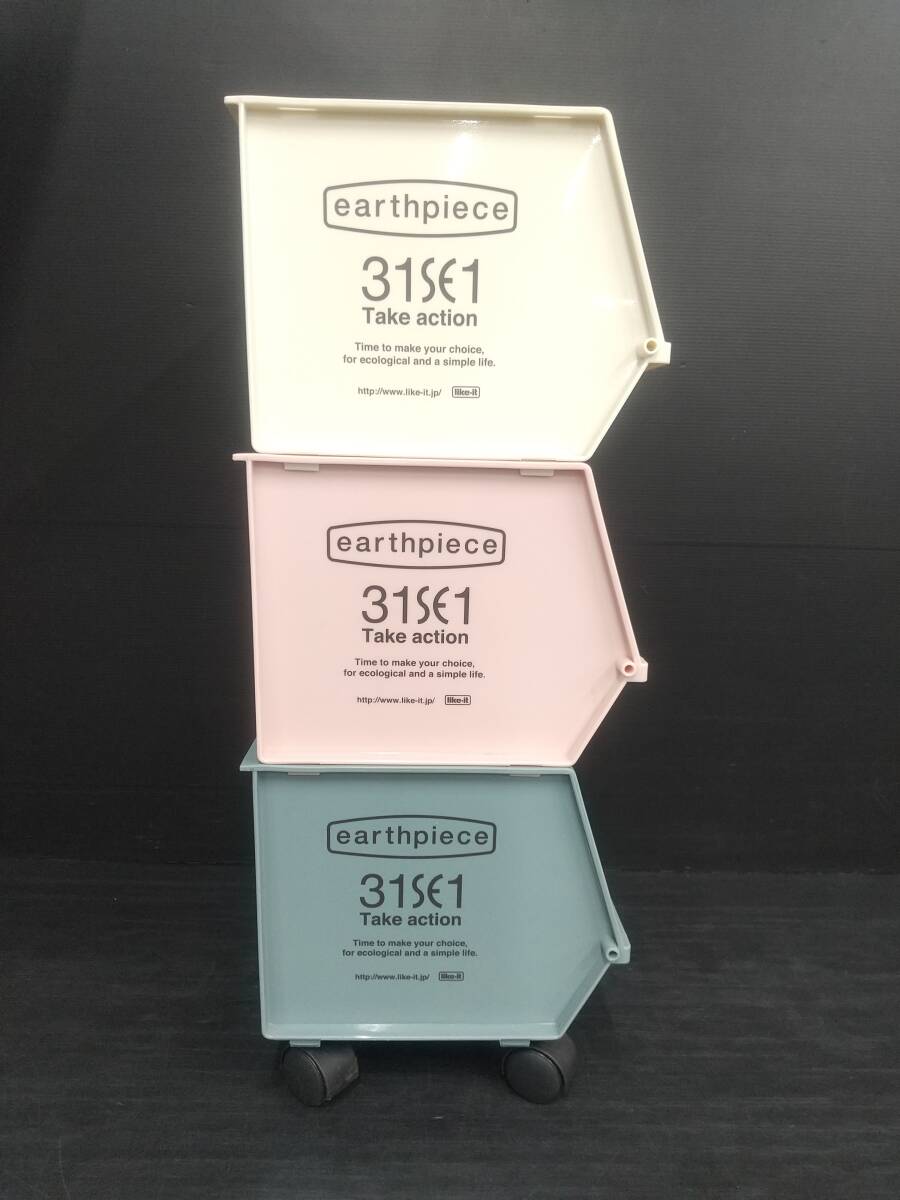 earthpiece
31SE1
Take action
Time to make your choice,
for ecological and a simple life.
http://www.like-it.jp/ like-it
earthpiece
31SE1
Take action
Time to make your choice,
for ecological and a simple life.
http://www.like-it.jp/ like-it
earthpiece
31SE1
Take action
Time to make your choice,
for ecological and a simple life.
http://www.like-it.jp/ like-it